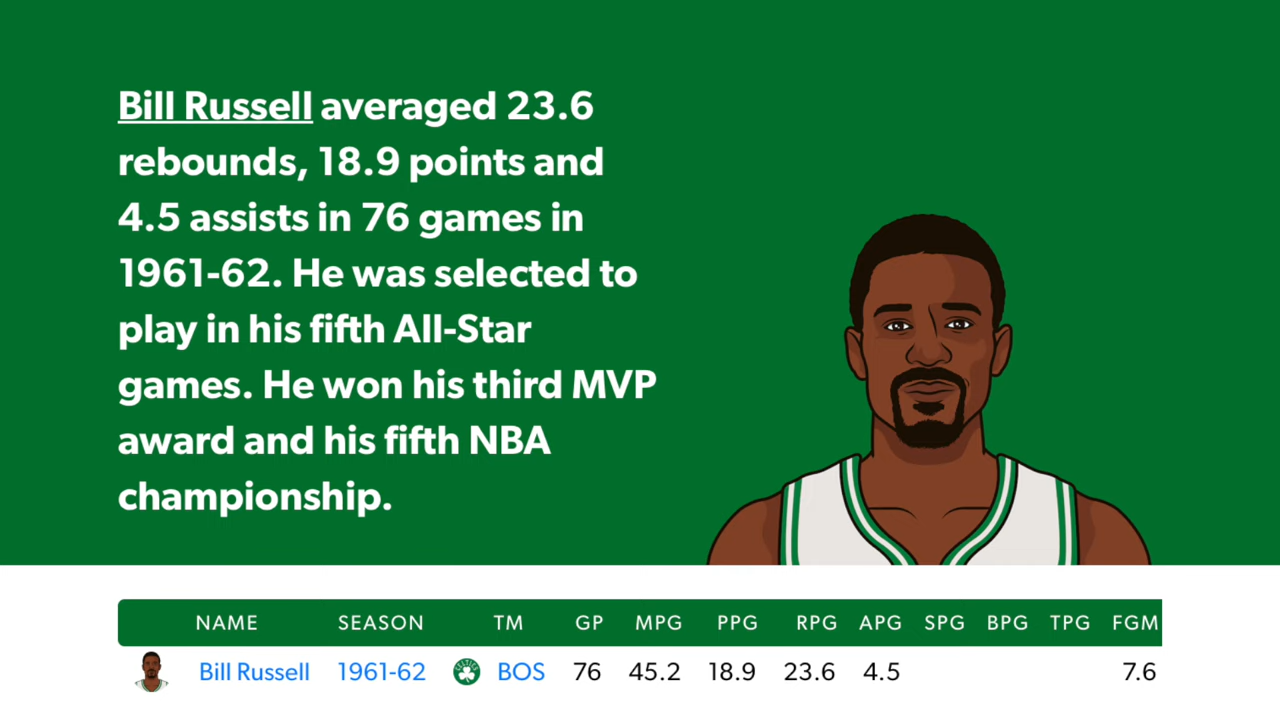 Bill Russell averaged 23.6
rebounds, 18.9 points and
4.5 assists in 76 games in
1961-62. He was selected to
play in his fifth All-Star
games. He won his third MVP
award and his fifth NBA
championship.
NAME SEASON TM GP MPG PPG RPG APG SPG BPG TPG FGM
Bill Russell 1961-62 BOS 76 45.2 18.9 23.6 4.5 7.6